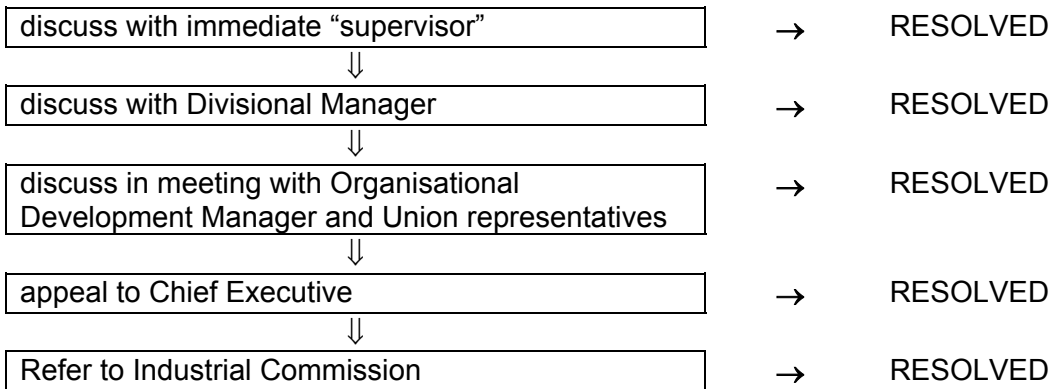 discuss with immediate “supervisor” → RESOLVED
⇓
discuss with Divisional Manager → RESOLVED
⇓
discuss in meeting with Organisational → RESOLVED
Development Manager and Union representatives
⇓
appeal to Chief Executive → RESOLVED
⇓
Refer to Industrial Commission → RESOLVED